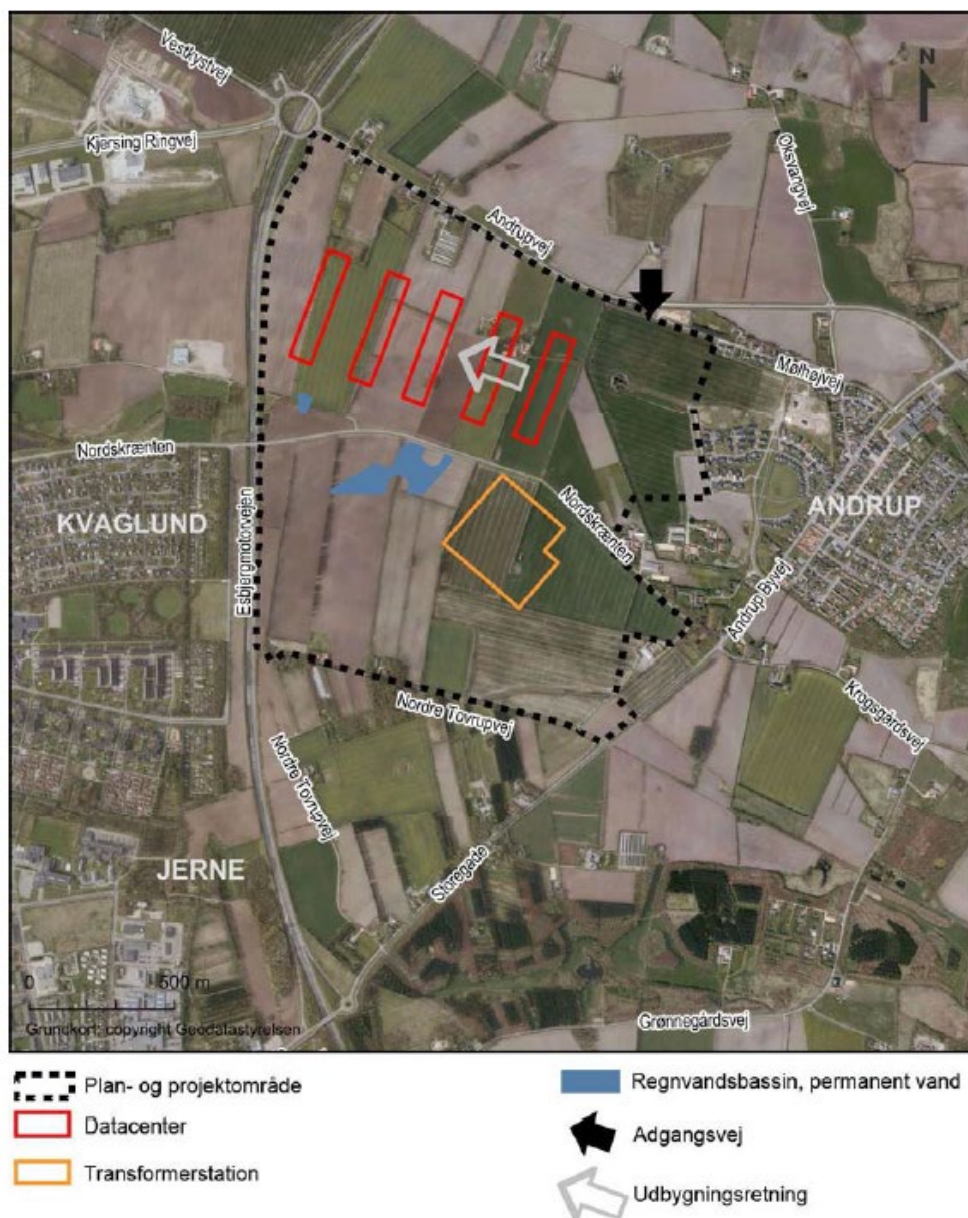 Vestkystvej
N
Kjersing Ringvej
Oksvangvej
Andrupvej
Mølhøjvej
Nordskrænten
KVAGLUND
Esbjergmotorvejen
Nordskrænten
ANDRUP
Andrup Byvej
Nordre Tovrupvej
Krogsgårdsvej
Nordre Tovrupvej
JERNE
Storegade
0 500 m
Grundkort: copyright Geodatastyrelsen
Grønnegårdsvej
Plan- og projektområde
Datacenter
Transformerstation
Regnvandsbassin, permanent vand
Adgangsvej
Udbygningsretning